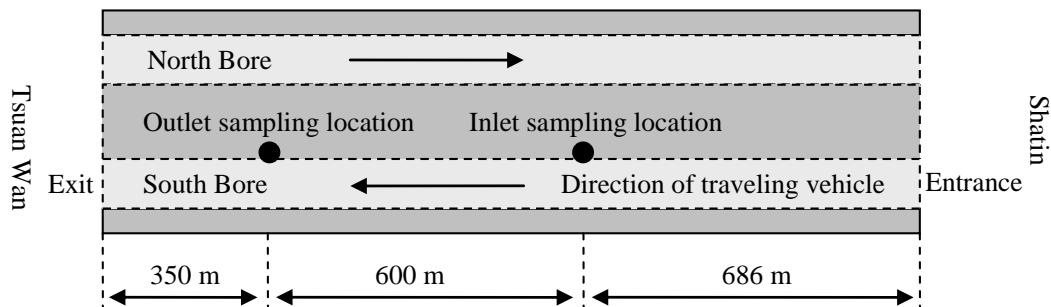 North Bore
Tsuan Wan
Outlet sampling location Inlet sampling location
Shatin
Exit South Bore Direction of traveling vehicle Entrance
350 m 600 m 686 m